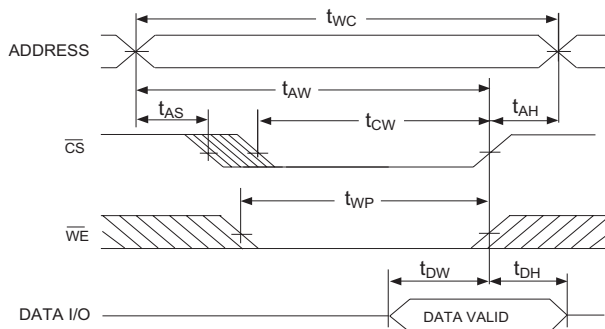 tWC
ADDRESS
tAW
tAS
tCW
tAH
CS
tWP
WE
tDW
tDH
DATA I/O
DATA VALID